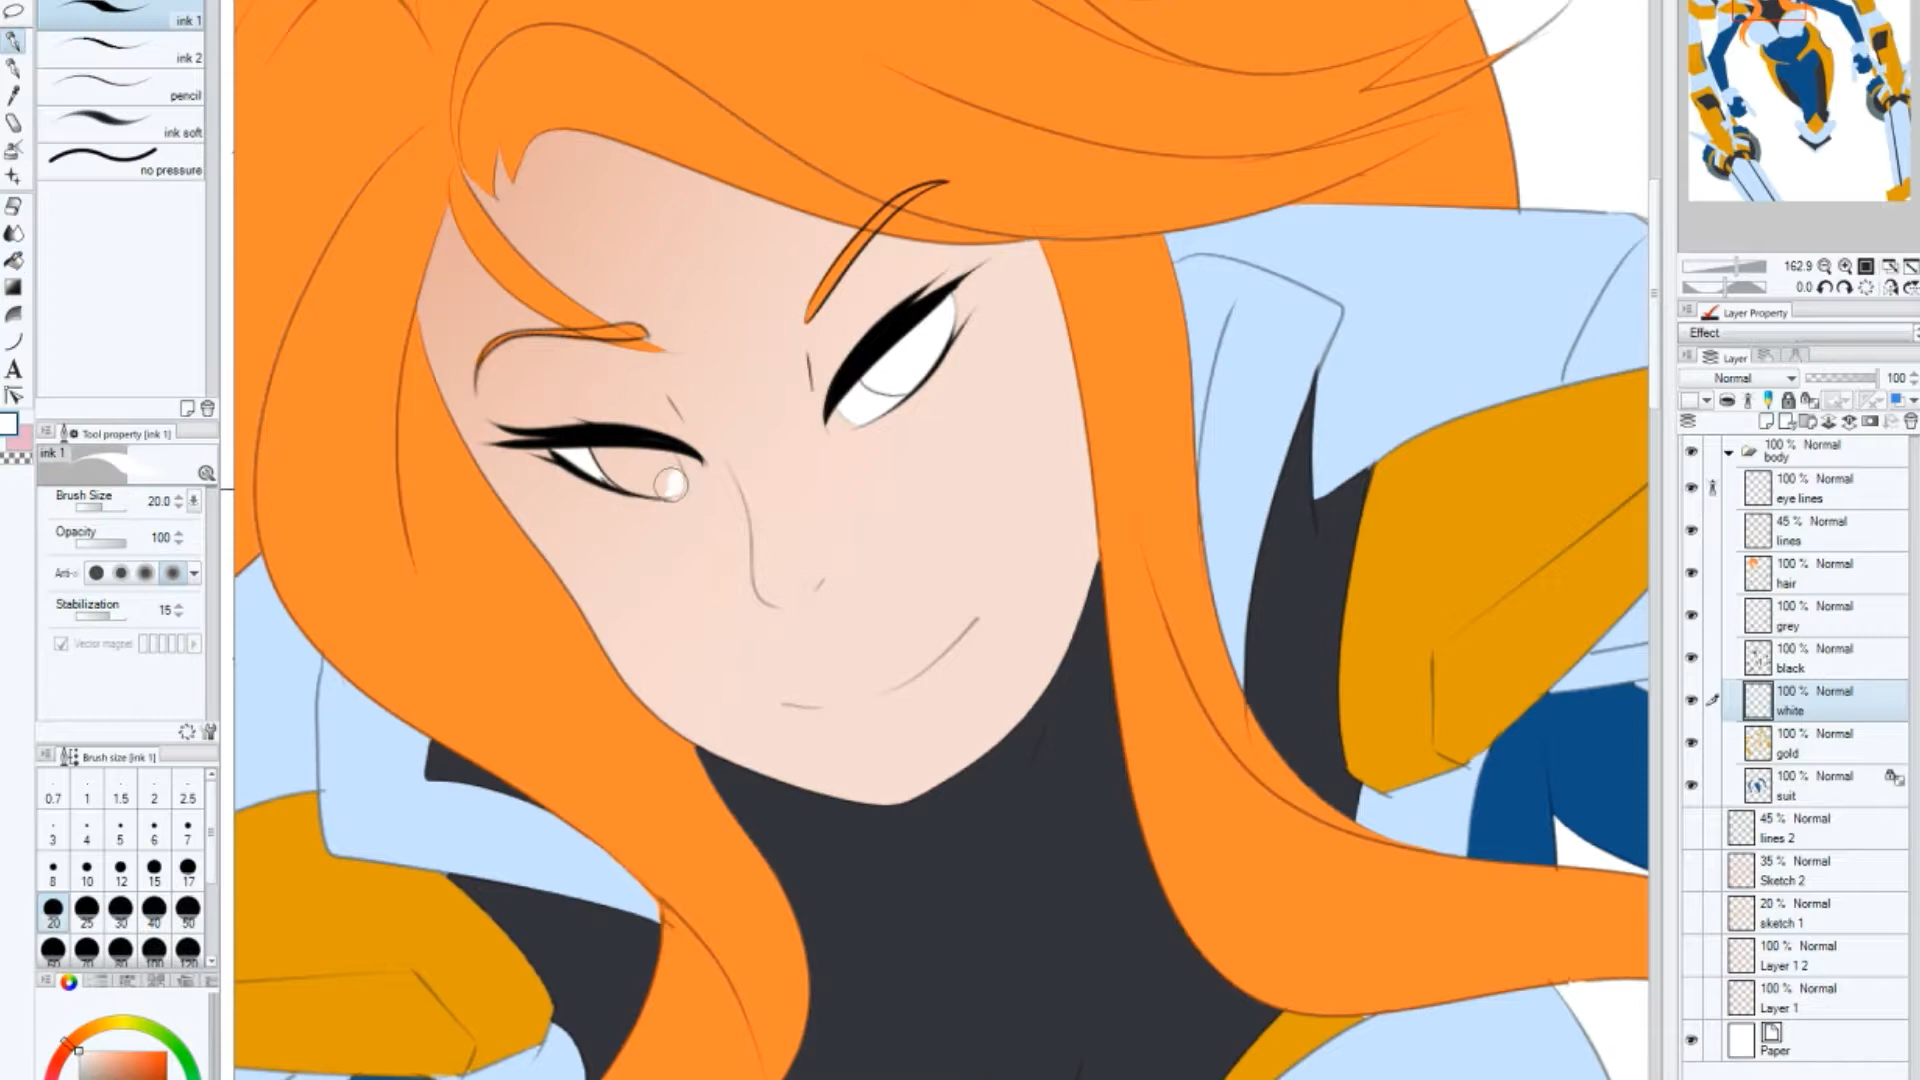 ink 1
ink 2
pencil
ink soft
no pressure
Tool property [ink 1]
ink 1
Brush Size 20.0
Opacity 100
Stabilization 15
Vector magnet
Brush size [ink 1]
0.7 1 1.5 2 2.5
3 4 5 6 7
8 10 12 15 17
20 25 30 40 50
A
162.9
0.0
Layer Property
Effect
Layer
Normal 100
100 % Normal
body
100 % Normal
eye lines
45 % Normal
lines
100 % Normal
hair
100 % Normal
grey
100 % Normal
black
100 % Normal
white
100 % Normal
gold
100 % Normal
suit
45 % Normal
lines 2
35 % Normal
Sketch 2
20 % Normal
sketch 1
100 % Normal
Layer 1 2
100 % Normal
Layer 1
Paper